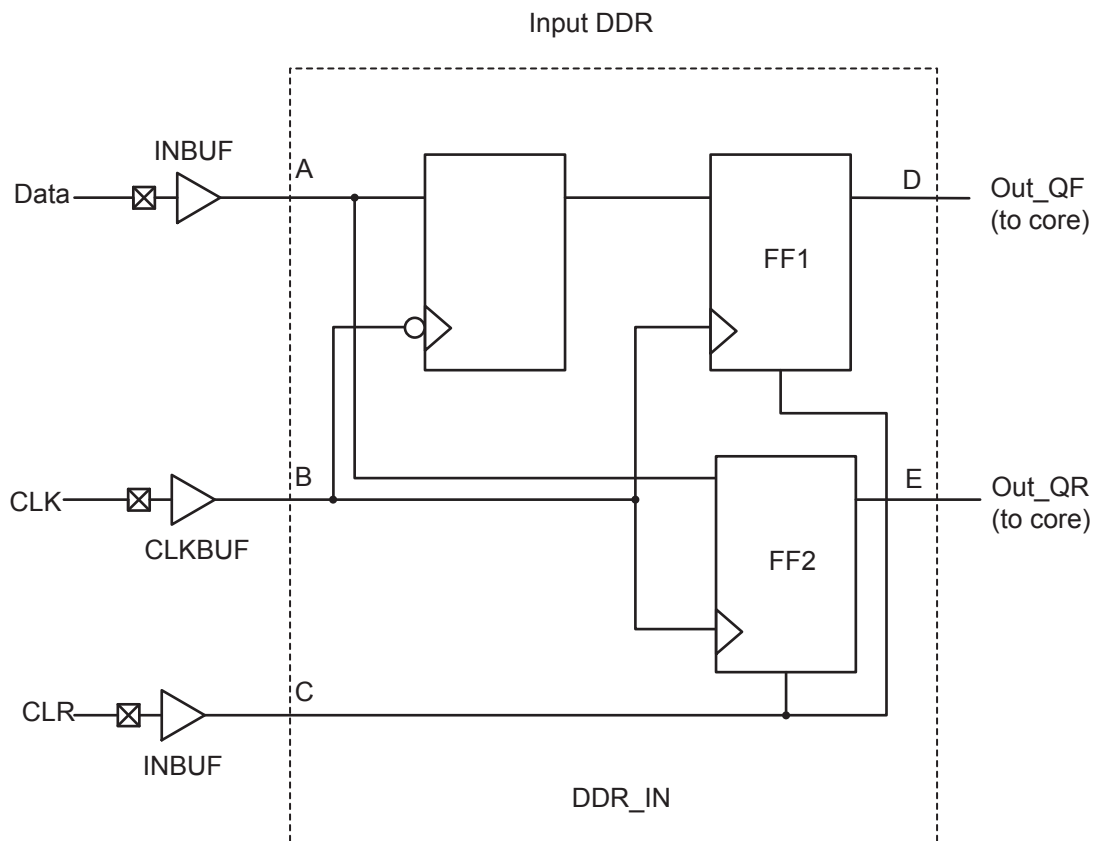 Input DDR
INBUF
A
D
Data
Out_QF
(to core)
FF1
B
E
CLK
Out_QR
(to core)
CLKBUF
FF2
C
CLR
INBUF
DDR_IN